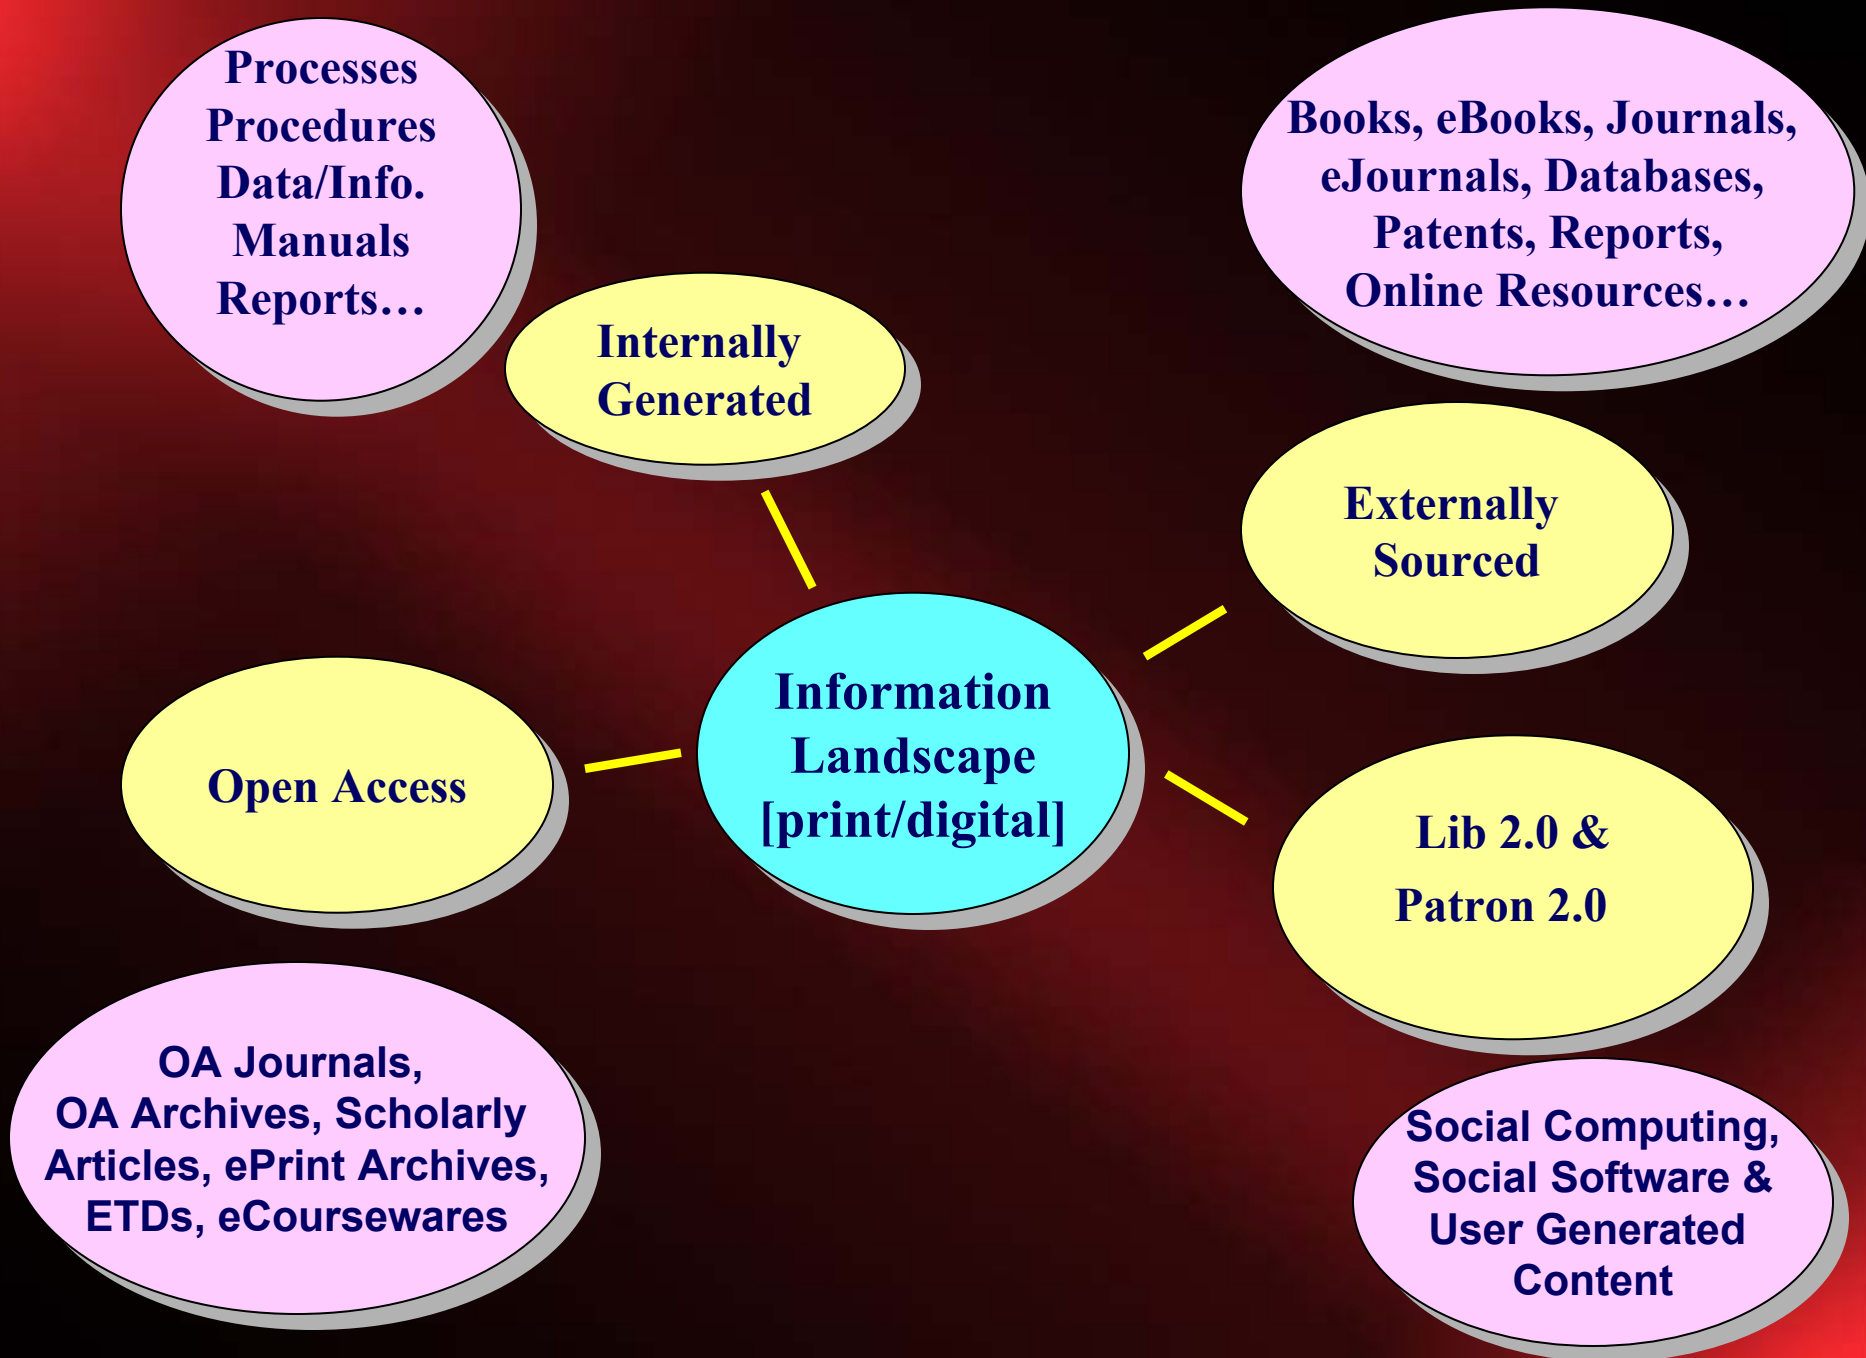 Processes
Procedures
Data/Info.
Manuals
Reports…
Books, eBooks, Journals,
eJournals, Databases,
Patents, Reports,
Online Resources…
Internally
Generated
Externally
Sourced
Information
Landscape
[print/digital]
Open Access
Lib 2.0 &
Patron 2.0
OA Journals,
OA Archives, Scholarly
Articles, ePrint Archives,
ETDs, eCoursewares
Social Computing,
Social Software &
User Generated
Content